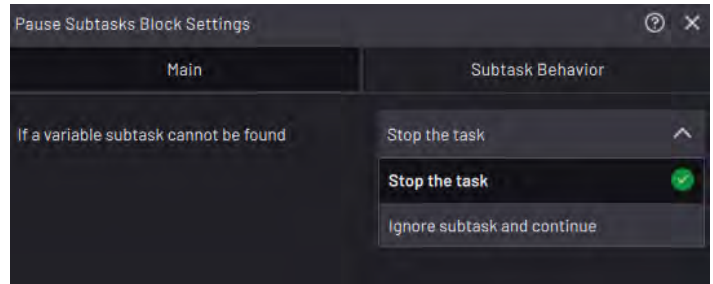 Pause Subtasks Block Settings
Main
Subtask Behavior
If a variable subtask cannot be found
Stop the task
Stop the task
Ignore subtask and continue